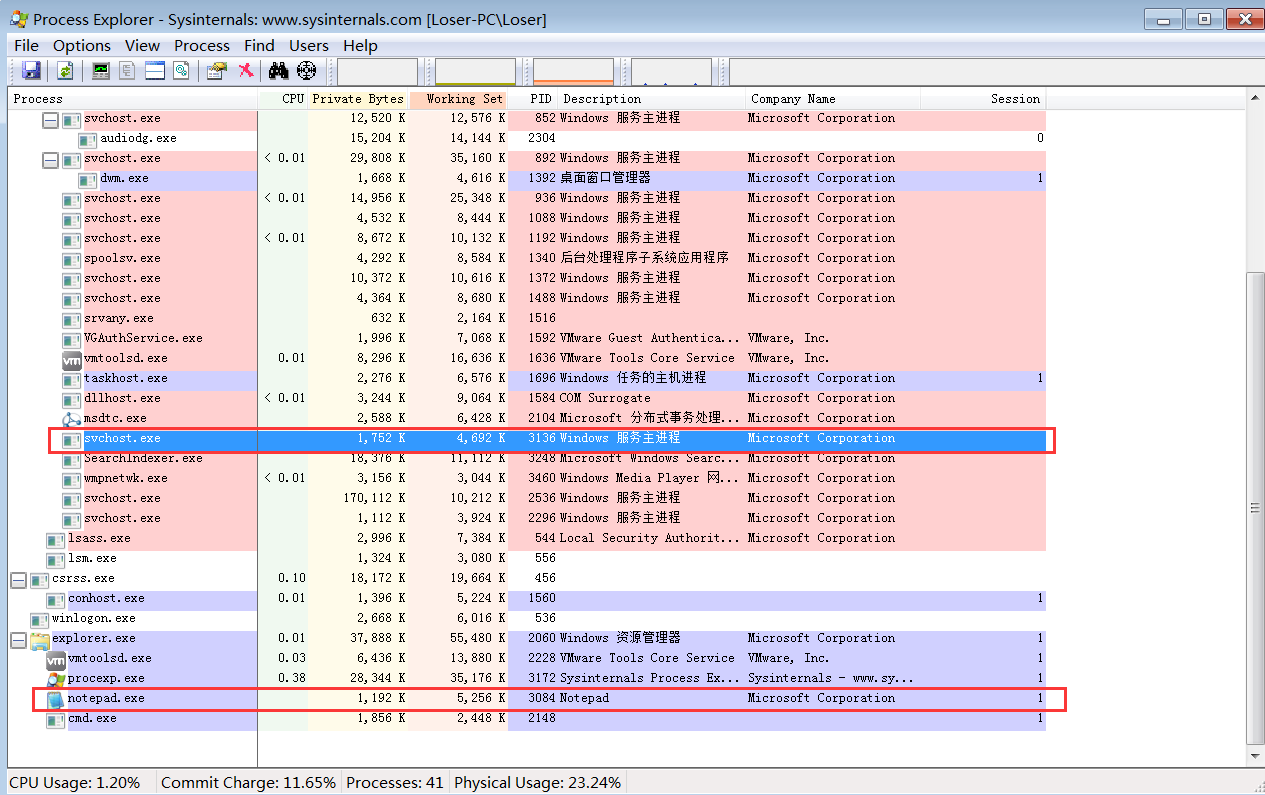 Process Explorer - Sysinternals: www.sysinternals.com [Loser-PC\Loser]
File Options View Process Find Users Help
Process CPU Private Bytes Working Set PID Description Company Name Session
svchost.exe 12,520 K 12,576 K 852 Windows 服务主进程 Microsoft Corporation
audiodg.exe 15,204 K 14,144 K 2304 0
svchost.exe < 0.01 29,808 K 35,160 K 892 Windows 服务主进程 Microsoft Corporation
dwm.exe 1,668 K 4,616 K 1392 桌面窗口管理器 Microsoft Corporation 1
svchost.exe < 0.01 14,956 K 25,348 K 936 Windows 服务主进程 Microsoft Corporation
svchost.exe 4,532 K 8,444 K 1088 Windows 服务主进程 Microsoft Corporation
svchost.exe < 0.01 8,672 K 10,132 K 1192 Windows 服务主进程 Microsoft Corporation
spoolsv.exe 4,292 K 8,584 K 1340 后台处理程序子系统应用程序 Microsoft Corporation
svchost.exe 10,372 K 10,616 K 1372 Windows 服务主进程 Microsoft Corporation
svchost.exe 4,364 K 8,680 K 1488 Windows 服务主进程 Microsoft Corporation
srvany.exe 632 K 2,164 K 1516
VGAuthService.exe 1,996 K 7,068 K 1592 VMware Guest Authentica... VMware, Inc.
vm vmtoolsd.exe 0.01 8,296 K 16,636 K 1636 VMware Tools Core Service VMware, Inc.
taskhost.exe 2,276 K 6,576 K 1696 Windows 任务的主机进程 Microsoft Corporation 1
dllhost.exe < 0.01 3,244 K 9,064 K 1584 COM Surrogate Microsoft Corporation
msdtc.exe 2,588 K 6,428 K 2104 Microsoft 分布式事务处理... Microsoft Corporation
svchost.exe 1,752 K 4,692 K 3136 Windows 服务主进程 Microsoft Corporation
SearchIndexer.exe 18,376 K 11,112 K 3248 Microsoft Windows Searc... Microsoft Corporation
wmpnetwk.exe < 0.01 3,156 K 3,044 K 3460 Windows Media Player 网... Microsoft Corporation
svchost.exe 170,112 K 10,212 K 2536 Windows 服务主进程 Microsoft Corporation
svchost.exe 1,112 K 3,924 K 2296 Windows 服务主进程 Microsoft Corporation
lsass.exe 2,996 K 7,384 K 544 Local Security Authorit... Microsoft Corporation
lsm.exe 1,324 K 3,080 K 556
csrss.exe 0.10 18,172 K 19,664 K 456
conhost.exe 0.01 1,396 K 5,224 K 1560 1
winlogon.exe 2,668 K 6,016 K 536
explorer.exe 0.01 37,888 K 55,480 K 2060 Windows 资源管理器 Microsoft Corporation 1
vm vmtoolsd.exe 0.03 6,436 K 13,880 K 2228 VMware Tools Core Service VMware, Inc. 1
procexp.exe 0.38 28,344 K 35,176 K 3172 Sysinternals Process Ex... Sysinternals - www.sy... 1
notepad.exe 1,192 K 5,256 K 3084 Notepad Microsoft Corporation 1
cmd.exe 1,856 K 2,448 K 2148 1
CPU Usage: 1.20% Commit Charge: 11.65% Processes: 41 Physical Usage: 23.24%